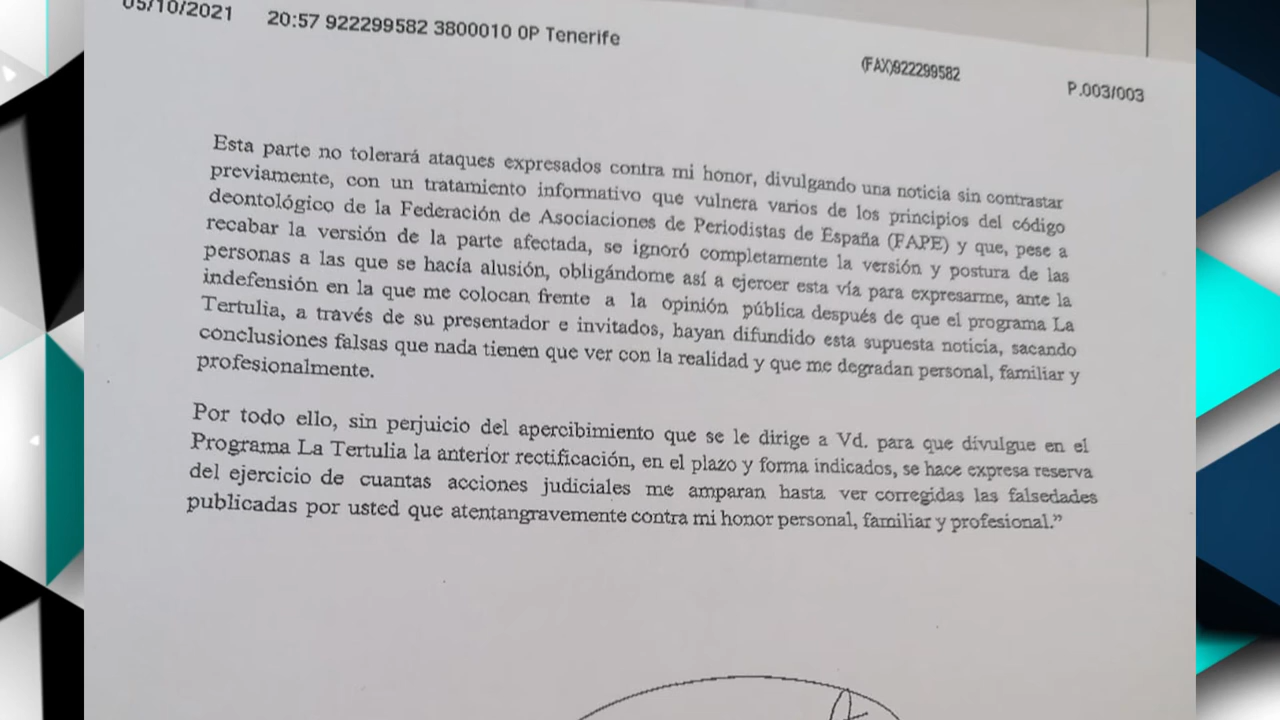 05/10/2021 20:57 922299582 3800010 OP Tenerife (FAX)922299582 P.003/003
Esta parte no tolerará ataques expresados contra mi honor, divulgando una noticia sin contrastar
previamente, con un tratamiento informativo que vulnera varios de los principios del código
deontológico de la Federación de Asociaciones de Periodistas de España (FAPE) y que, pese a
recabar la versión de la parte afectada, se ignoró completamente la versión y postura de las
personas a las que se hacía alusión, obligándome así a ejercer esta vía para expresarme, ante la
indefensión en la que me colocan frente a la opinión pública después de que el programa La
Tertulia, a través de su presentador e invitados, hayan difundido esta supuesta noticia, sacando
conclusiones falsas que nada tienen que ver con la realidad y que me degradan personal, familiar y
profesionalmente.
Por todo ello, sin perjuicio del apercibimiento que se le dirige a Vd. para que divulgue en el
Programa La Tertulia la anterior rectificación, en el plazo y forma indicados, se hace expresa reserva
del ejercicio de cuantas acciones judiciales me amparan hasta ver corregidas las falsedades
publicadas por usted que atentangravemente contra mi honor personal, familiar y profesional.”